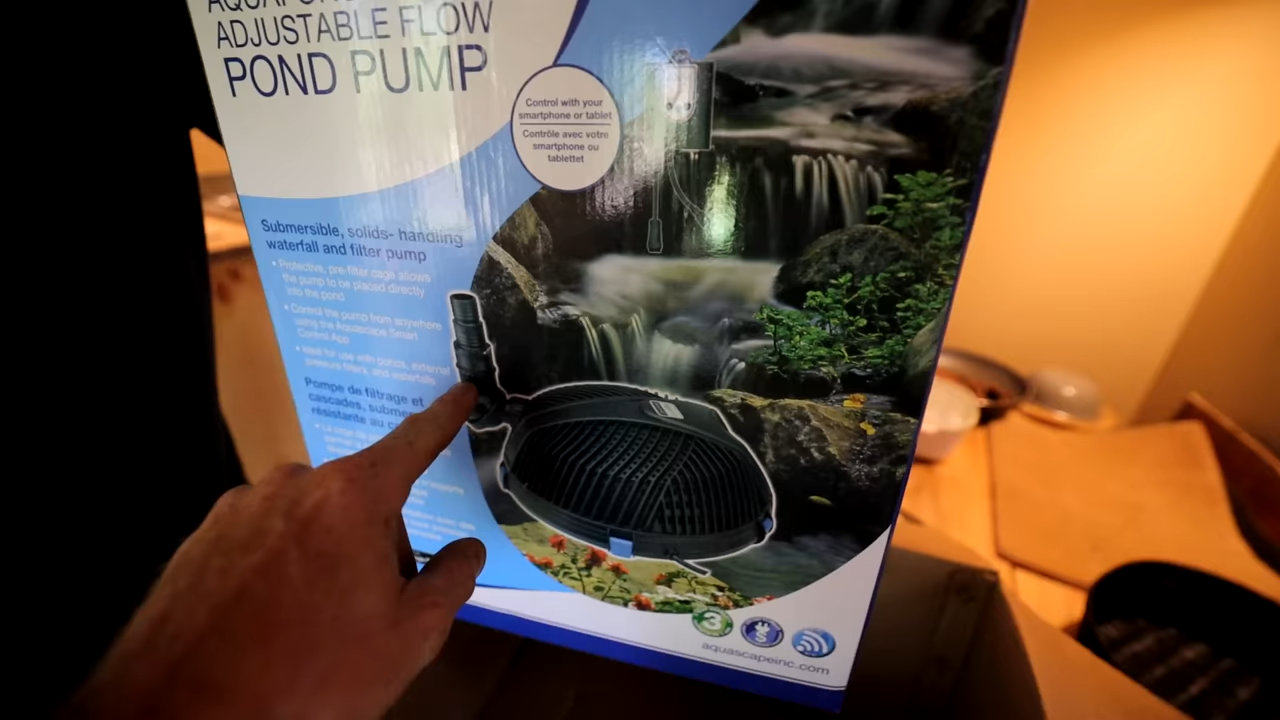 ADJUSTABLE FLOW
POND PUMP
Control with your
smartphone or tablet
Contrôle avec votre
smartphone ou
tablettet
Submersible, solids- handling
waterfall and filter pump
• Protective, pre-filter cage allows
the pump to be placed directly
into the pond
• Control the pump from anywhere
using the Aquascape Smart
Control App
• Ideal for use with ponds, external
pressure filters, and waterfalls
Pompe de filtrage et
cascades,
résistante au
3
aquascapeinc.com